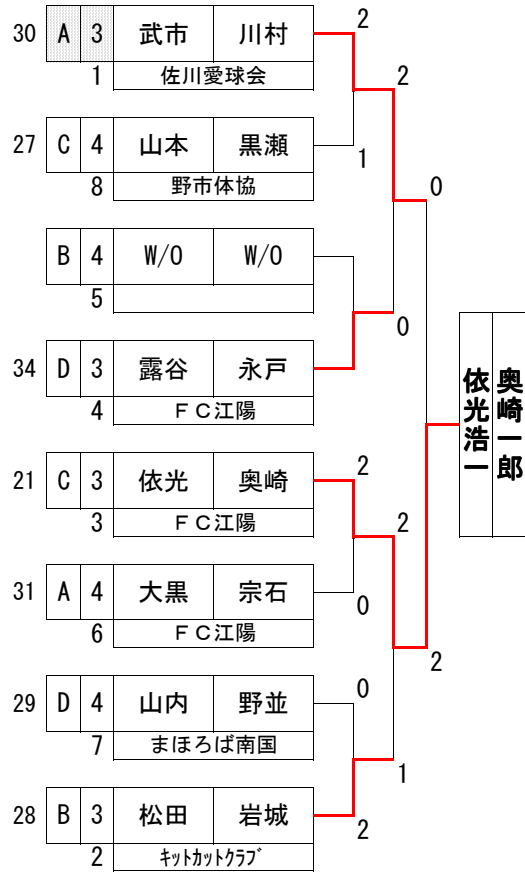 30 A 3 武市 川村 2
1 佐川愛球会 2
27 C 4 山本 黒瀬 1
8 野市体協 0
B 4 W/O W/O
5
34 D 3 露谷 永戸 0
4 ＦＣ江陽
依光浩一 奥崎一郎
21 C 3 依光 奥崎 2
3 ＦＣ江陽 2
31 A 4 大黒 宗石 0
6 ＦＣ江陽
2
29 D 4 山内 野並 0
7 まほろば南国 1
28 B 3 松田 岩城 2
2 ｷｯﾄｶｯﾄｸﾗﾌﾞ